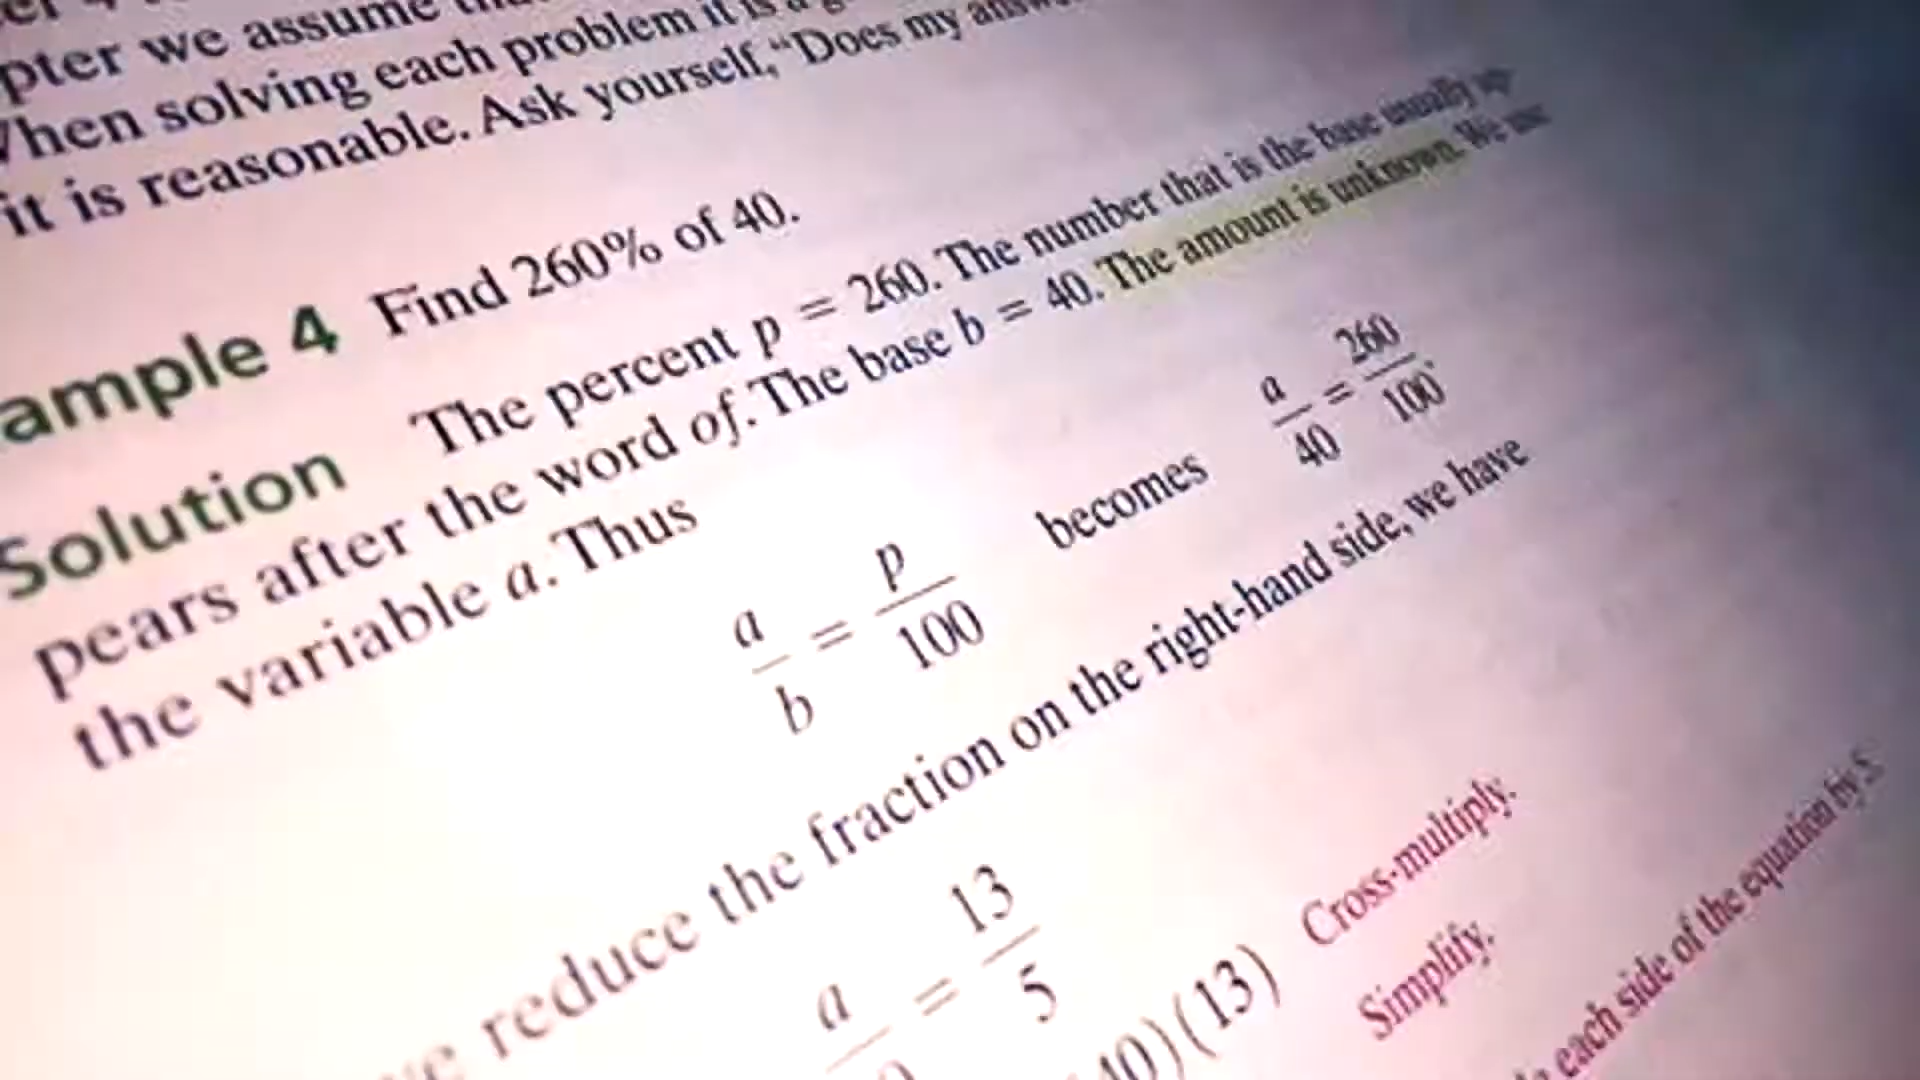 pter we assume
When solving each problem it is a
it is reasonable. Ask yourself, “Does my
ample 4 Find 260% of 40.
Solution The percent p = 260. The number that is the base usually ap-
pears after the word of. The base b = 40. The amount is unknown. We use
the variable a. Thus
a/b = p/100 becomes a/40 = 260/100.
reduce the fraction on the right-hand side, we have
a = 13/5
40)(13) Cross-multiply.
Simplify.
each side of the equation by 5.